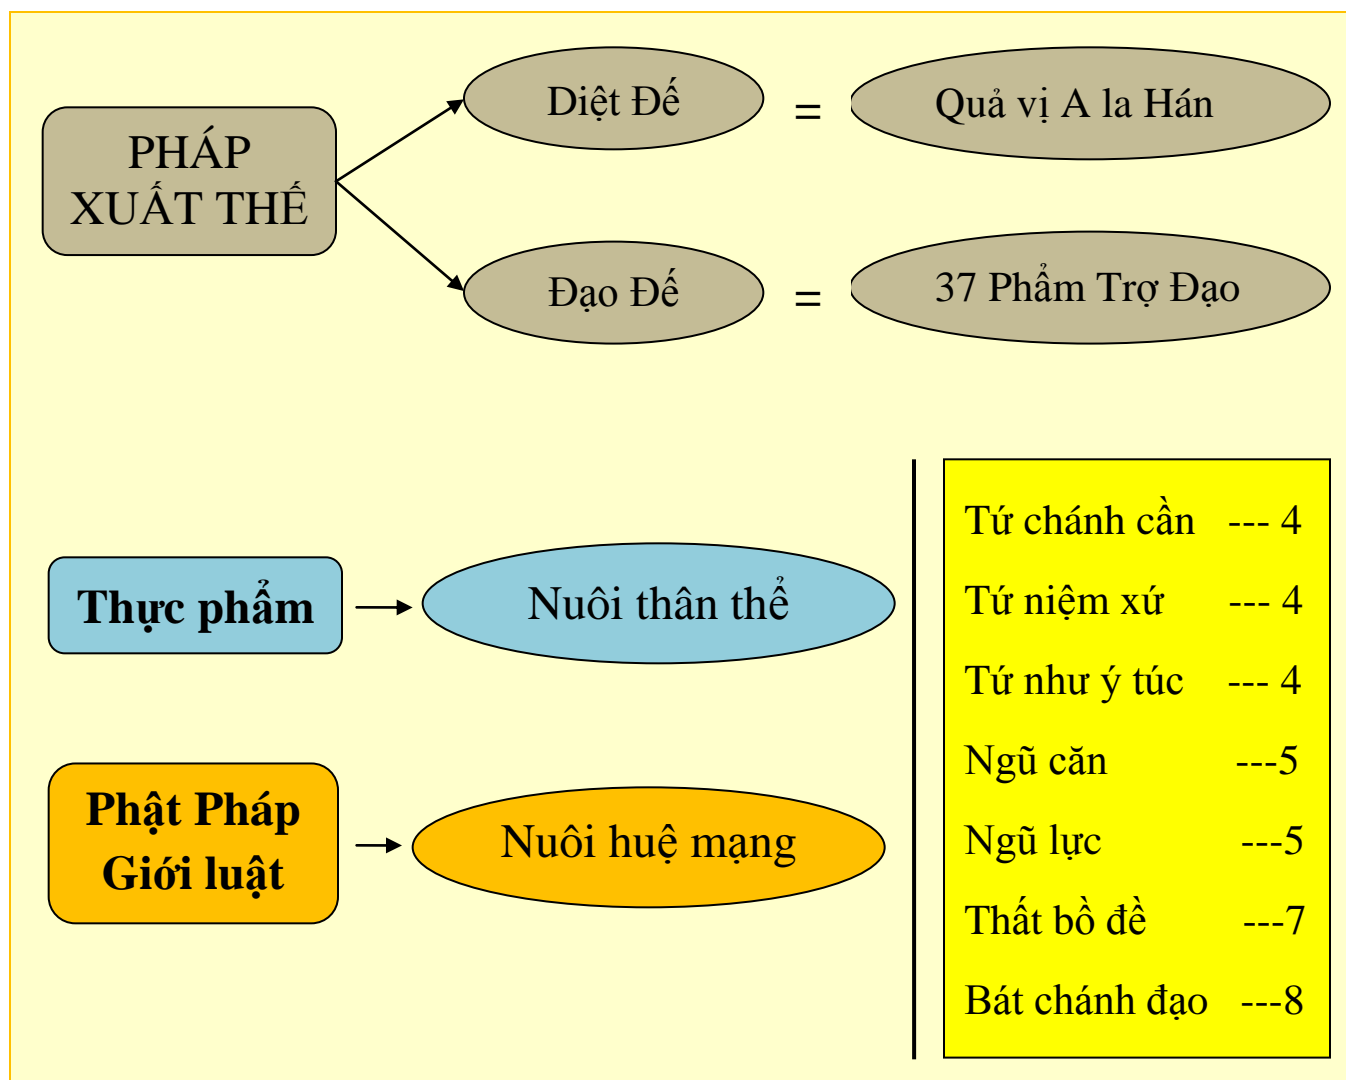 PHÁP
XUẤT THẾ
Diệt Đế
=
Quả vị A la Hán
Đạo Đế
=
37 Phẩm Trợ Đạo
Thực phẩm
Nuôi thân thể
Phật Pháp
Giới luật
Nuôi huệ mạng
Tứ chánh cần --- 4
Tứ niệm xứ --- 4
Tứ như ý túc --- 4
Ngũ căn ---5
Ngũ lực ---5
Thất bồ đề ---7
Bát chánh đạo ---8